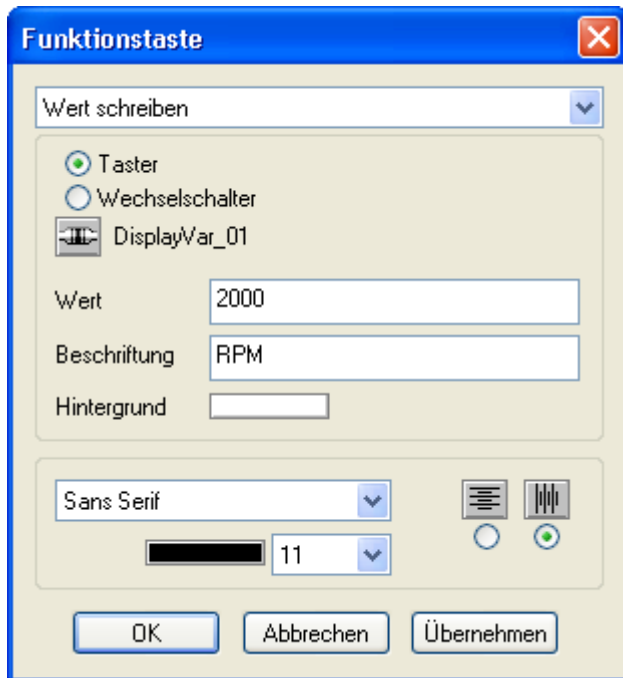 Funktionstaste
Wert schreiben
Taster
Wechselschalter
DisplayVar_01
Wert 2000
Beschriftung RPM
Hintergrund
Sans Serif
11
OK Abbrechen Übernehmen